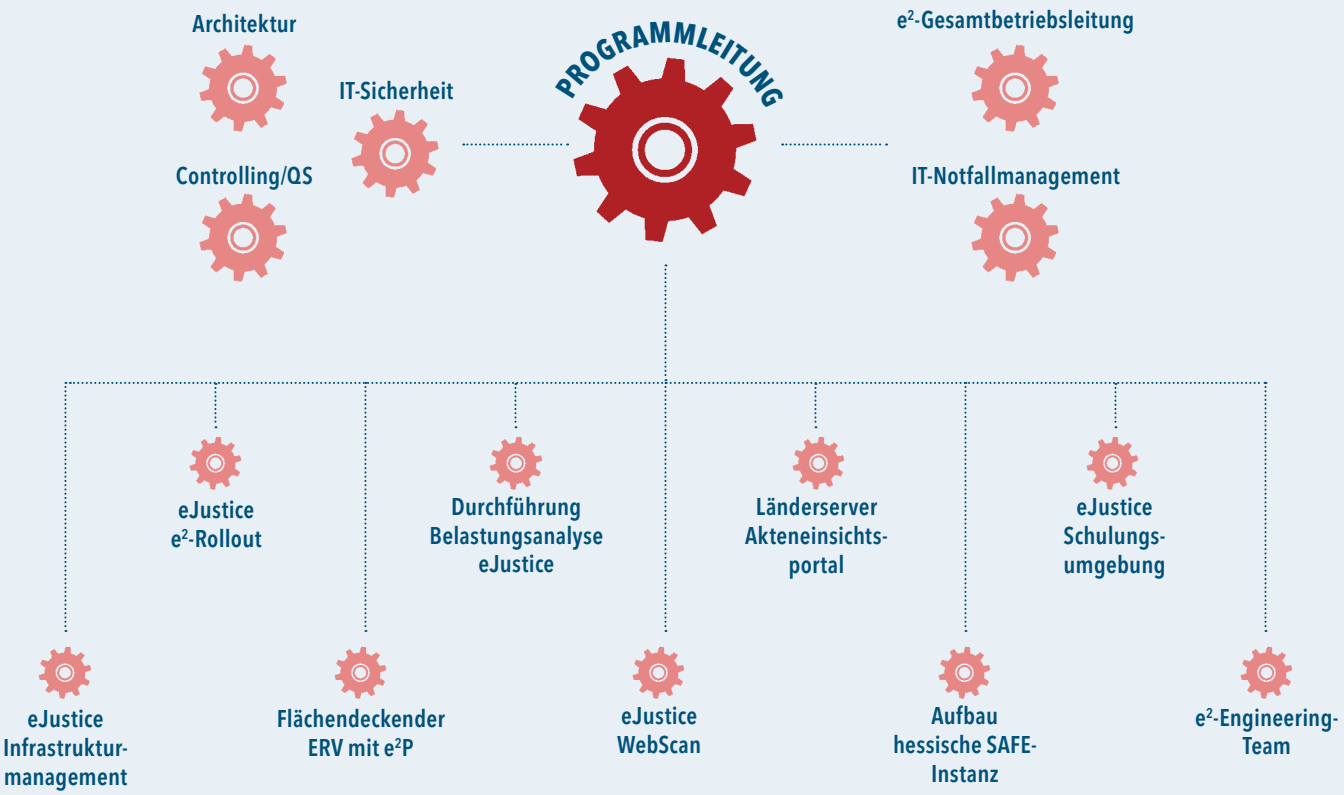 Architektur
IT-Sicherheit
Controlling/QS
PROGRAMMLEITUNG
e²-Gesamtbetriebsleitung
IT-Notfallmanagement
eJustice
e²-Rollout
Durchführung
Belastungsanalyse
eJustice
Länderserver
Akteneinsichts-
portal
eJustice
Schulungs-
umgebung
eJustice
Infrastruktur-
management
Flächendeckender
ERV mit e²P
eJustice
WebScan
Aufbau
hessische SAFE-
Instanz
e²-Engineering-
Team